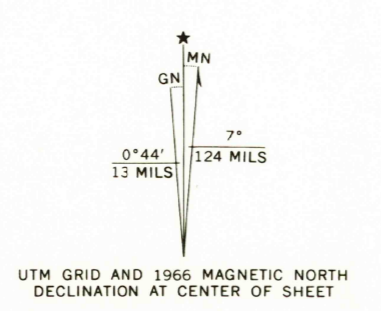 ★
MN
GN
7°
124 MILS
0°44'
13 MILS
UTM GRID AND 1966 MAGNETIC NORTH
DECLINATION AT CENTER OF SHEET